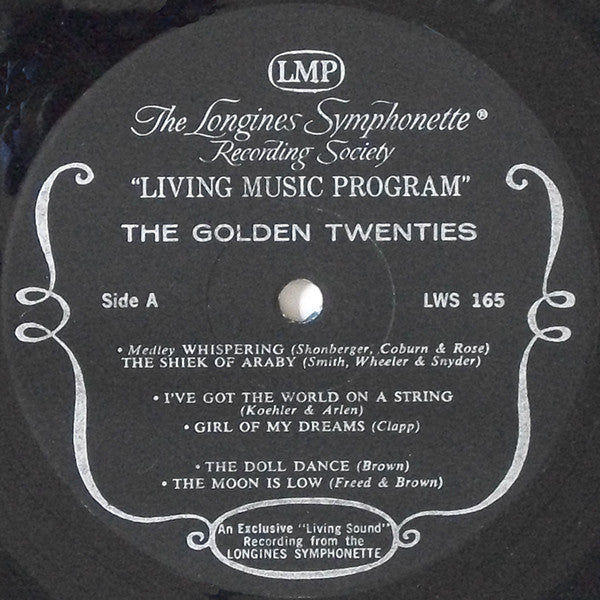 LMP
The Longines Symphonette ®
Recording Society
"LIVING MUSIC PROGRAM"
THE GOLDEN TWENTIES
Side A LWS 165
• Medley WHISPERING (Shonberger, Coburn & Rose)
THE SHIEK OF ARABY (Smith, Wheeler & Snyder)
• I'VE GOT THE WORLD ON A STRING
(Koehler & Arlen)
• GIRL OF MY DREAMS (Clapp)
• THE DOLL DANCE (Brown)
• THE MOON IS LOW (Freed & Brown)
An Exclusive "Living Sound"
Recording from the
LONGINES SYMPHONETTE